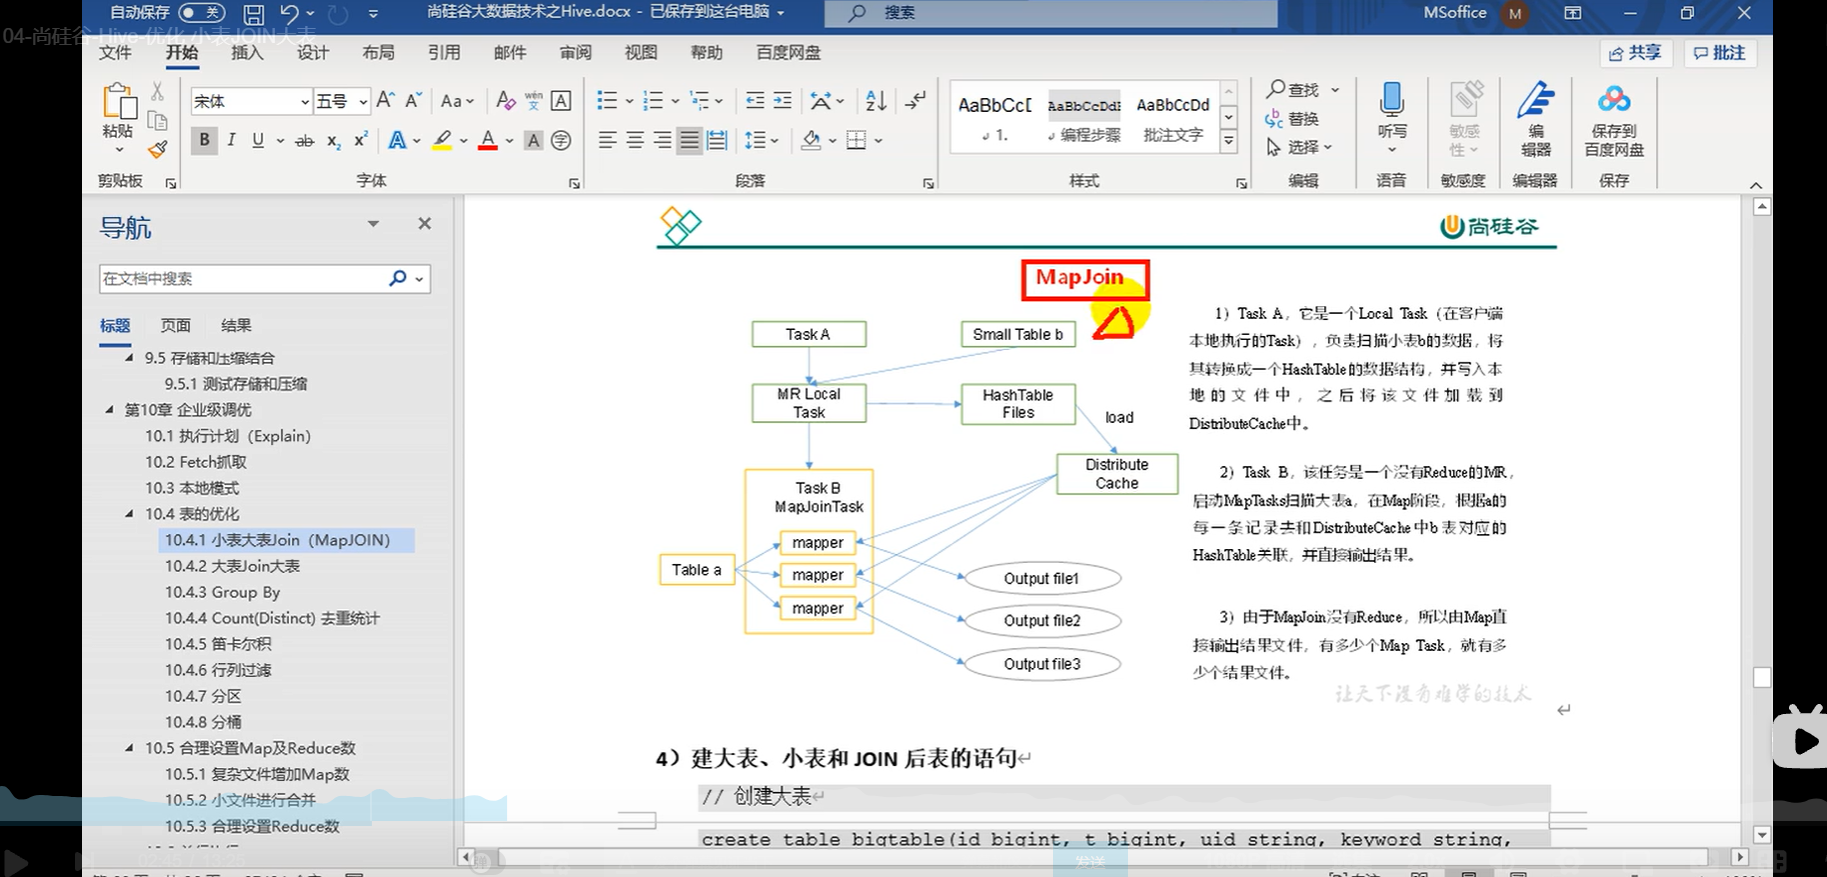 自动保存 关 尚硅谷大数据技术之Hive.docx - 已保存到这台电脑 搜索 MSoffice M
04-尚硅谷-Hive-优化 小表JOIN大表
文件 开始 插入 设计 布局 引用 邮件 审阅 视图 帮助 百度网盘 共享 批注
粘贴 宋体 五号 Aa wén 文 A AaBbCcD AaBbCcDdE AaBbCcDd 查找 听写 敏感性 编辑器 保存到百度网盘
B I U ab x₂ x² A A A 字 1. 编程步骤 批注文字 替换
选择
剪贴板 字体 段落 样式 编辑 语音 敏感度 编辑器 保存
导航
在文档中搜索
标题 页面 结果
9.5 存储和压缩结合
9.5.1 测试存储和压缩
第10章 企业级调优
10.1 执行计划（Explain）
10.2 Fetch抓取
10.3 本地模式
10.4 表的优化
10.4.1 小表大表Join（MapJOIN）
10.4.2 大表Join大表
10.4.3 Group By
10.4.4 Count(Distinct) 去重统计
10.4.5 笛卡尔积
10.4.6 行列过滤
10.4.7 分区
10.4.8 分桶
10.5 合理设置Map及Reduce数
10.5.1 复杂文件增加Map数
10.5.2 小文件进行合并
10.5.3 合理设置Reduce数
尚硅谷
MapJoin
Task A
Small Table b
MR Local
Task
HashTable
Files
load
Distribute
Cache
Task B
MapJoinTask
mapper
mapper
mapper
Table a
Output file1
Output file2
Output file3
1）Task A，它是一个Local Task（在客户端
本地执行的Task），负责扫描小表b的数据，将
其转换成一个HashTable的数据结构，并写入本
地的文件中，之后将该文件加载到
DistributeCache中。
2）Task B，该任务是一个没有Reduce的MR，
启动MapTasks扫描大表a，在Map阶段，根据a的
每一条记录去和DistributeCache中b表对应的
HashTable关联，并直接输出结果。
3）由于MapJoin没有Reduce，所以由Map直
接输出结果文件，有多少个Map Task，就有多
少个结果文件。
让天下没有难学的技术
4）建大表、小表和 JOIN 后表的语句
// 创建大表
create table bigtable(id bigint, t bigint, uid string, keyword string,
02:45 / 13:25
发送